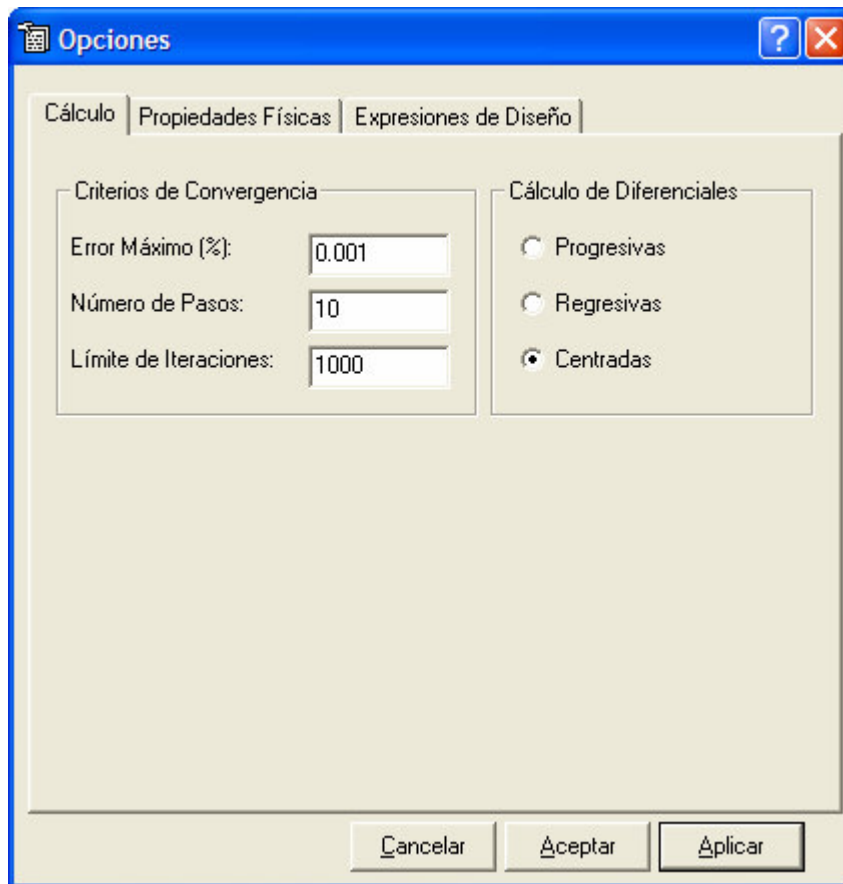 Opciones
Cálculo Propiedades Físicas Expresiones de Diseño
Criterios de Convergencia
Error Máximo (%): 0.001
Número de Pasos: 10
Límite de Iteraciones: 1000
Cálculo de Diferenciales
Progresivas
Regresivas
Centradas
Cancelar Aceptar Aplicar